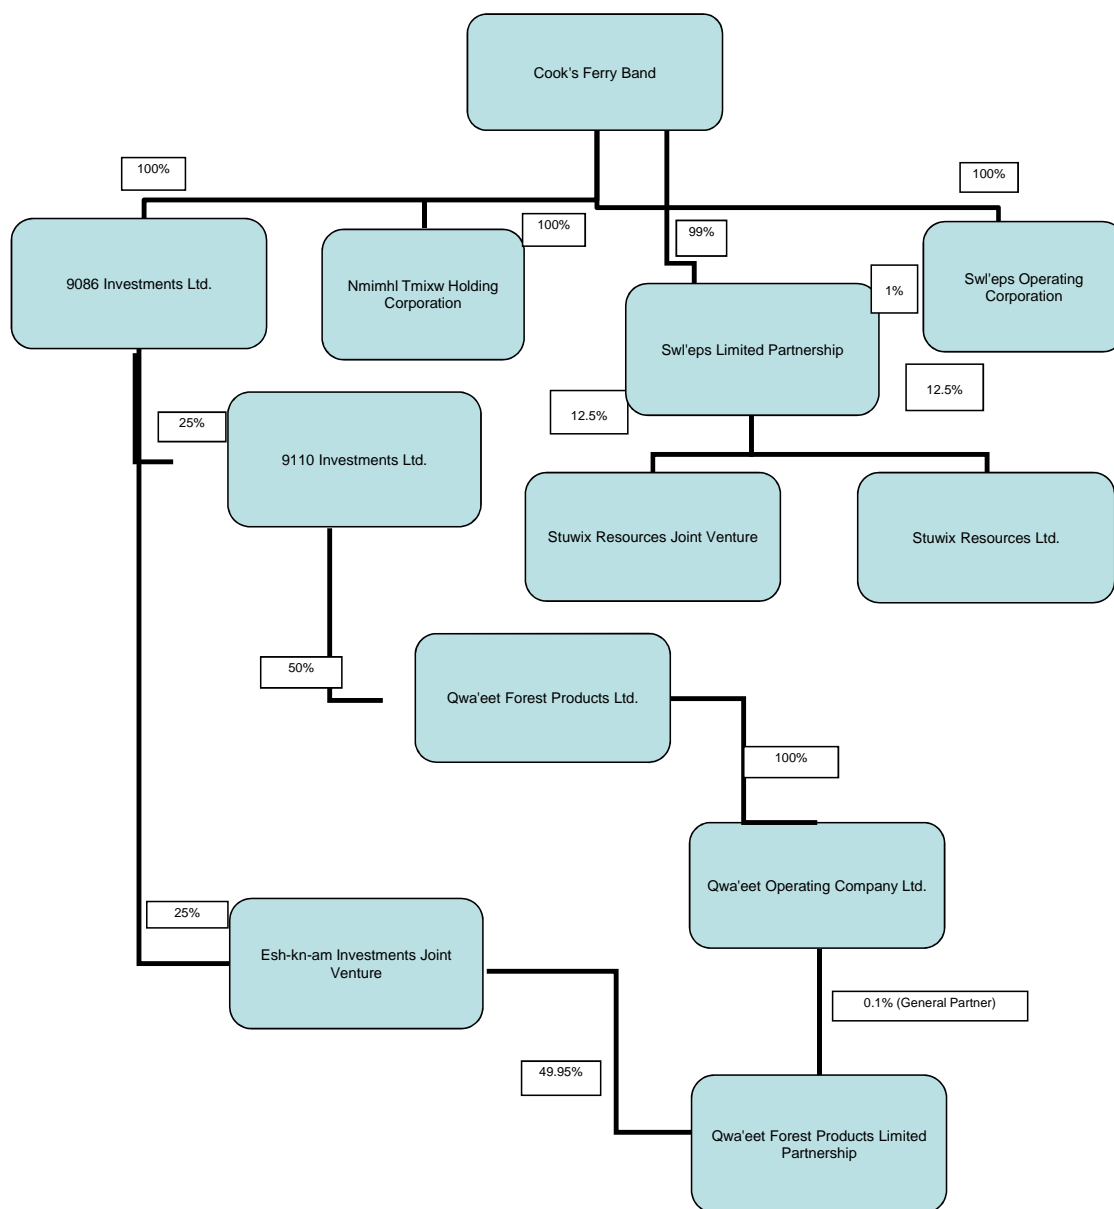 Cook's Ferry Band
100%
100%
100%
99%
9086 Investments Ltd.
Nmimhl Tmixw Holding
Corporation
Swl'eps Operating
Corporation
1%
Swl'eps Limited Partnership
12.5%
12.5%
25%
9110 Investments Ltd.
Stuwix Resources Joint Venture
Stuwix Resources Ltd.
50%
Qwa'eet Forest Products Ltd.
100%
Qwa'eet Operating Company Ltd.
25%
Esh-kn-am Investments Joint
Venture
0.1% (General Partner)
49.95%
Qwa'eet Forest Products Limited
Partnership